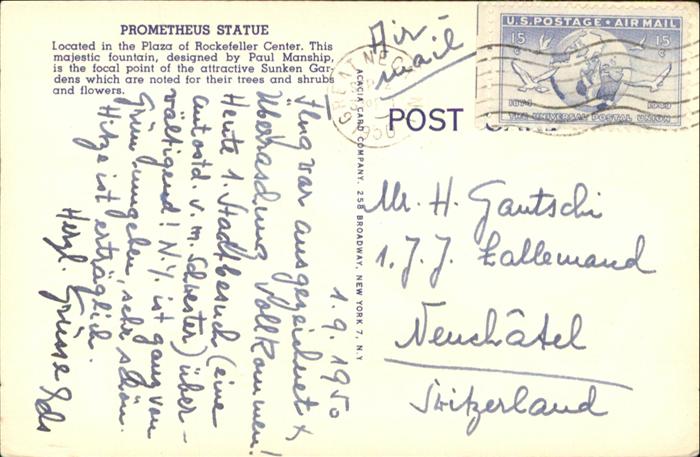 PROMETHEUS STATUE
Located in the Plaza of Rockefeller Center. This
majestic fountain, designed by Paul Manship,
is the focal point of the attractive Sunken Gar-
dens which are noted for their trees and shrubs
and flowers.
Air-
mail
GREAT NECK
U.S. POSTAGE · AIR MAIL
15¢ 15¢
1874 1949
THE UNIVERSAL POSTAL UNION
POST
ACACIA CARD COMPANY, 258 BROADWAY, NEW YORK 7, N.Y
1.9.1950
Flug war ausgezeichnet &
Überaschung Vollkommen!
Heute 1. Stadtbesuch (eine
autostd. v. m. Schwester) über-
wältigend! N.Y. ist ganz von
Grün umgeben, sehr schön.
Hitze ist erträglich.
Herzl. Grüsse
Mr. H. Gautschi
1. J.J. Lallemand
Neuchâtel
Switzerland